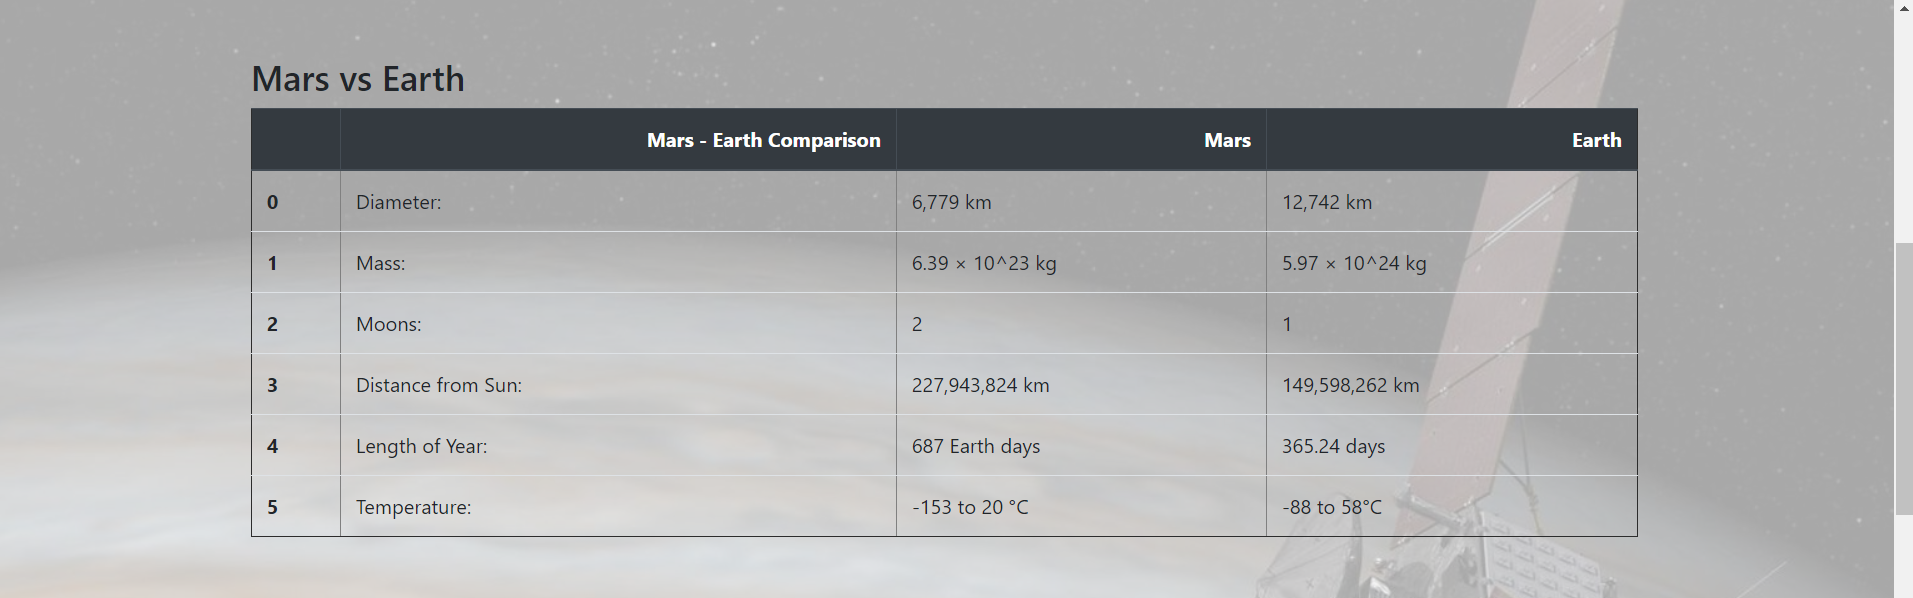 Mars vs Earth
Mars - Earth Comparison Mars Earth
0 Diameter: 6,779 km 12,742 km
1 Mass: 6.39 × 10^23 kg 5.97 × 10^24 kg
2 Moons: 2 1
3 Distance from Sun: 227,943,824 km 149,598,262 km
4 Length of Year: 687 Earth days 365.24 days
5 Temperature: -153 to 20 °C -88 to 58°C